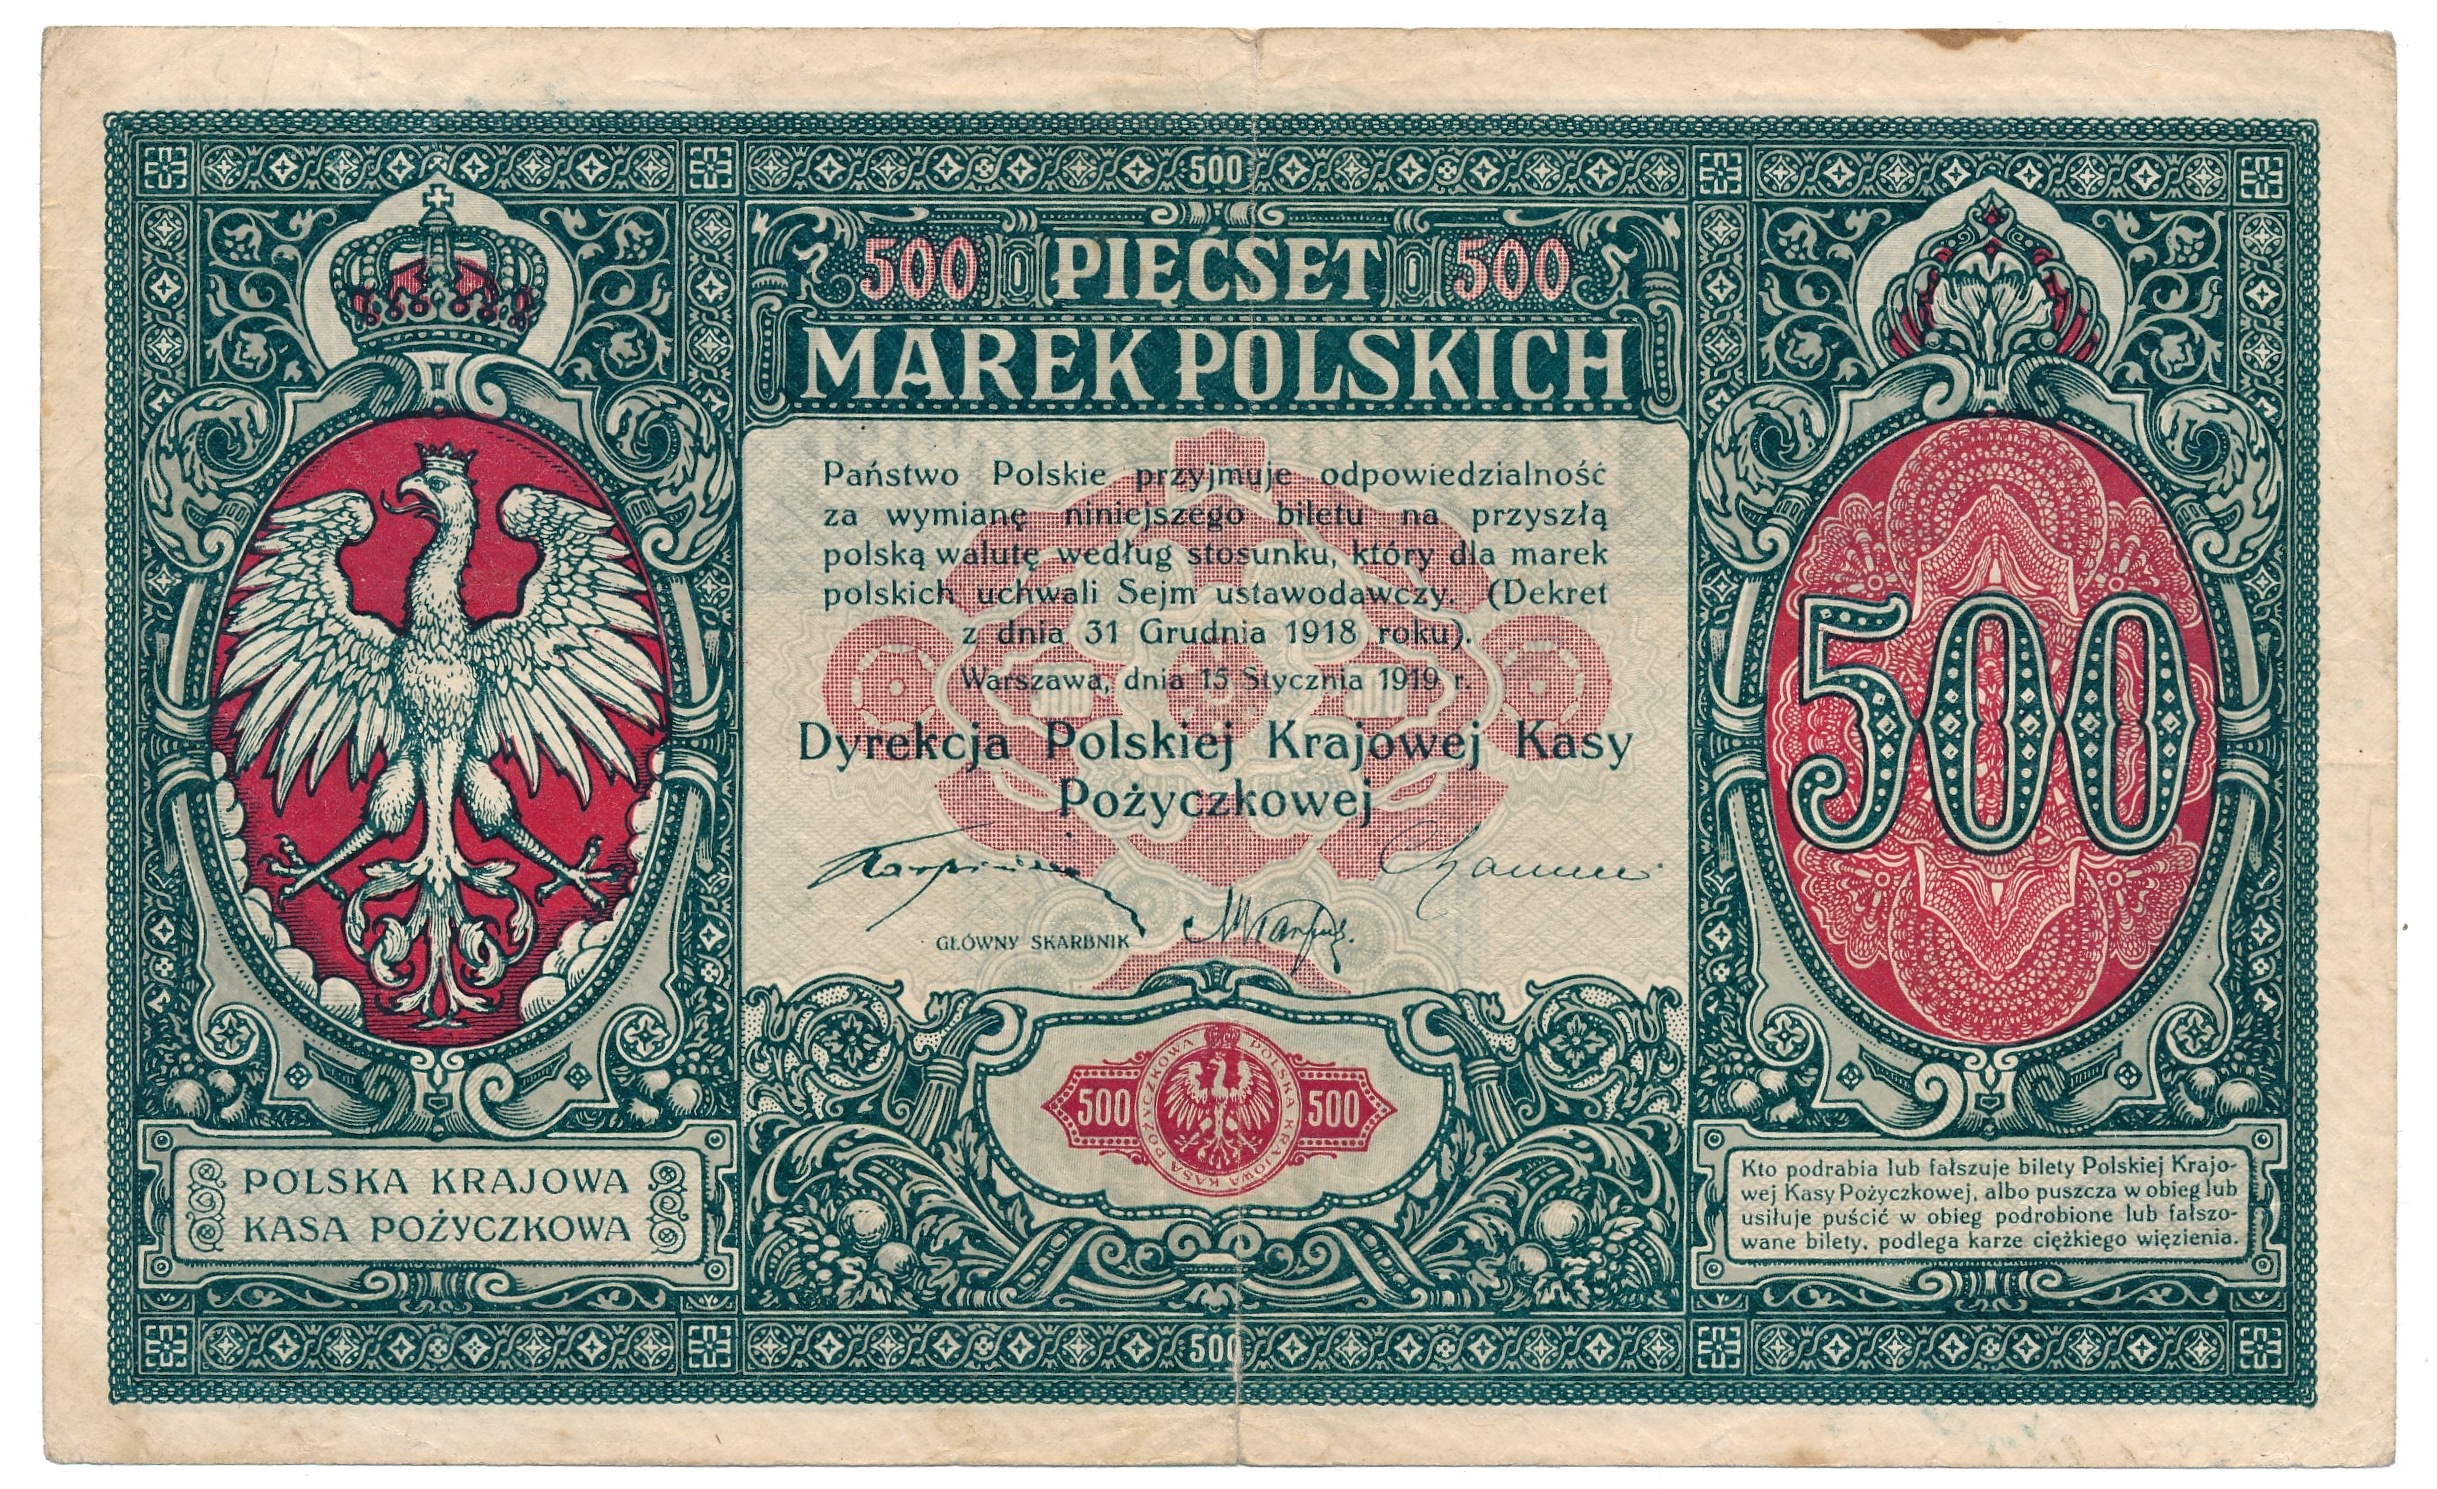 500
500 PIĘĆSET 500
MAREK POLSKICH
Państwo Polskie przyjmuje odpowiedzialność
za wymianę niniejszego biletu na przyszłą
polską walutę według stosunku, który dla marek
polskich uchwali Sejm ustawodawczy. (Dekret
z dnia 31 Grudnia 1918 roku).
Warszawa, dnia 15 Stycznia 1919 r.
500 500
Dyrekcja Polskiej Krajowej Kasy
Pożyczkowej
GŁÓWNY SKARBNIK
500
500 500
POLSKA KRAJOWA KASA POŻYCZKOWA
POLSKA KRAJOWA
KASA POŻYCZKOWA
Kto podrabia lub fałszuje bilety Polskiej Krajo-
wej Kasy Pożyczkowej, albo puszcza w obieg lub
usiłuje puścić w obieg podrobione lub fałszo-
wane bilety, podlega karze ciężkiego więzienia.
500